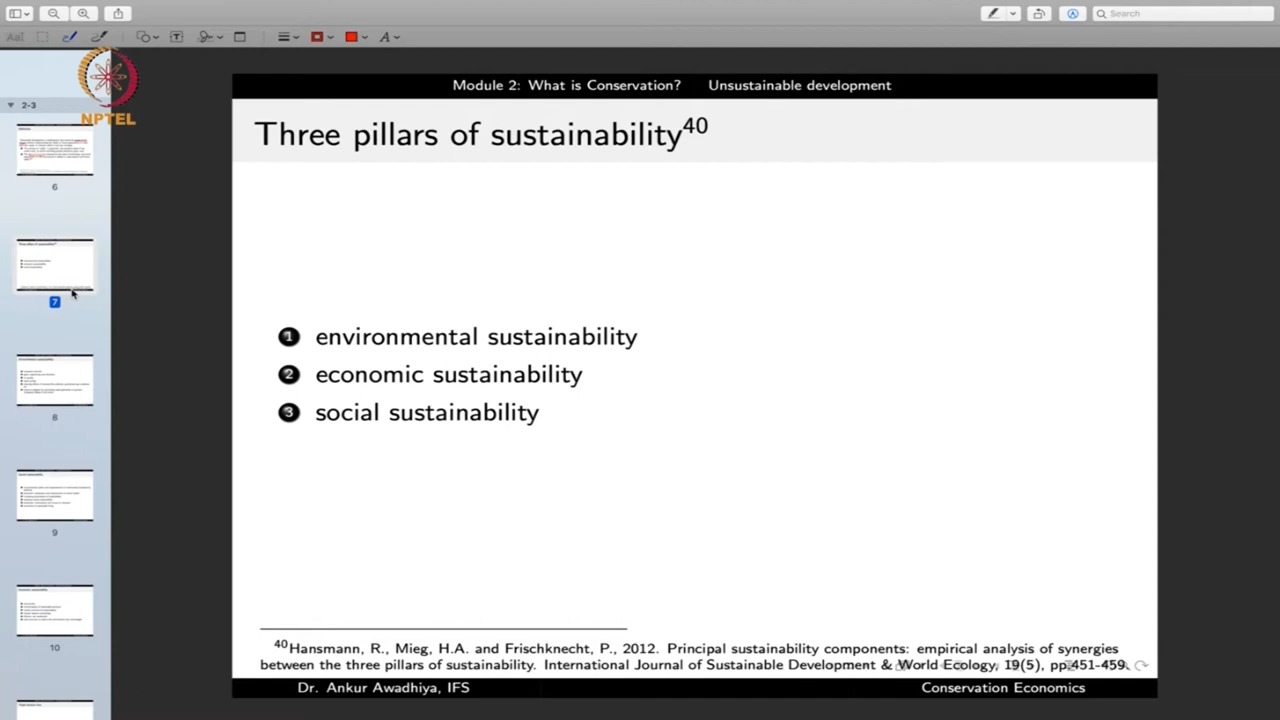 Search
NPTEL
2-3
6
7
8
9
10
Module 2: What is Conservation? Unsustainable development
Three pillars of sustainability40
1 environmental sustainability
2 economic sustainability
3 social sustainability
40Hansmann, R., Mieg, H.A. and Frischknecht, P., 2012. Principal sustainability components: empirical analysis of synergies
between the three pillars of sustainability. International Journal of Sustainable Development & World Ecology, 19(5), pp.451-459.
Dr. Ankur Awadhiya, IFS Conservation Economics